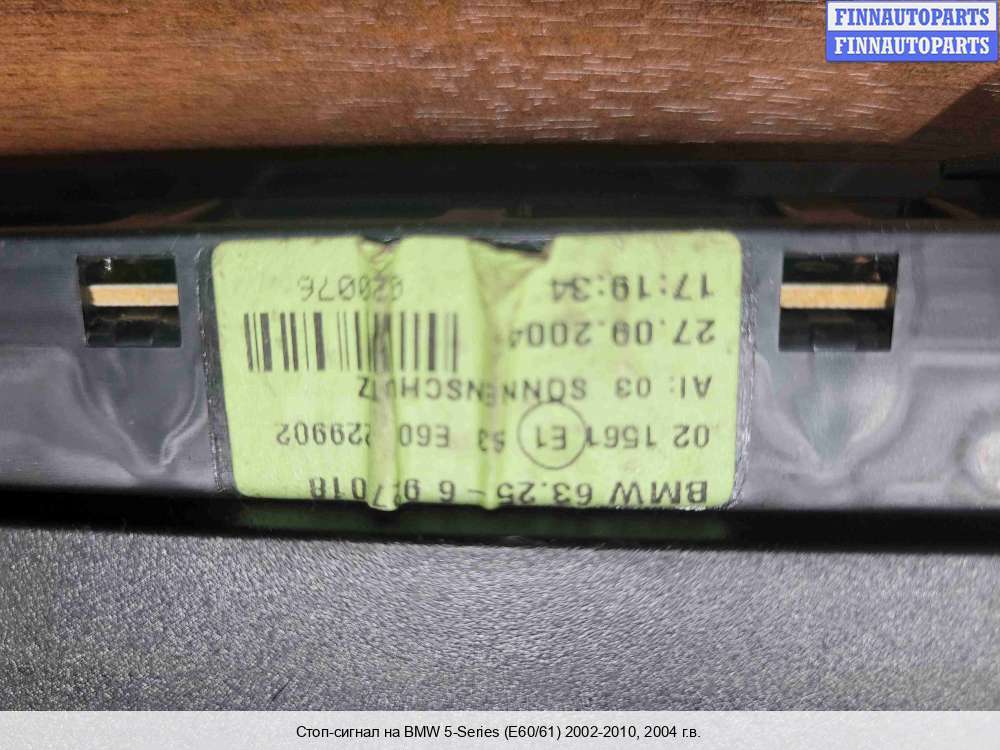 FINNAUTOPARTS
FINNAUTOPARTS
BMW 63.25-6
02 1561 E1 E60 229902
AI: 03 SONNENSCHUTZ
27.09.2004
17:19:34 020076
Стоп-сигнал на BMW 5-Series (E60/61) 2002-2010, 2004 г.в.